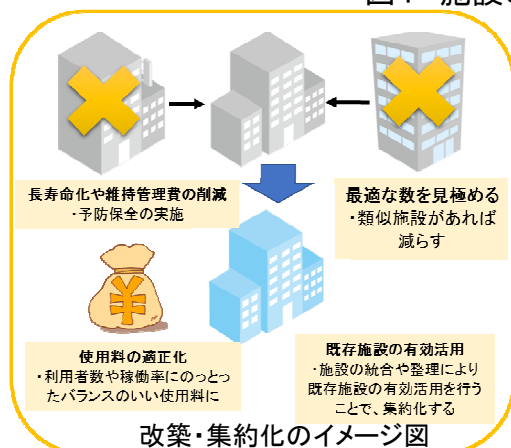 長寿命化や維持管理費の削減
・予防保全の実施
最適な数を見極める
・類似施設があれば
減らす
¥
使用料の適正化
・利用者数や稼働率にのっとっ
たバランスのいい使用料に
既存施設の有効活用
・施設の統合や整理により
既存施設の有効活用を行う
ことで、集約化する
改築・集約化のイメージ図